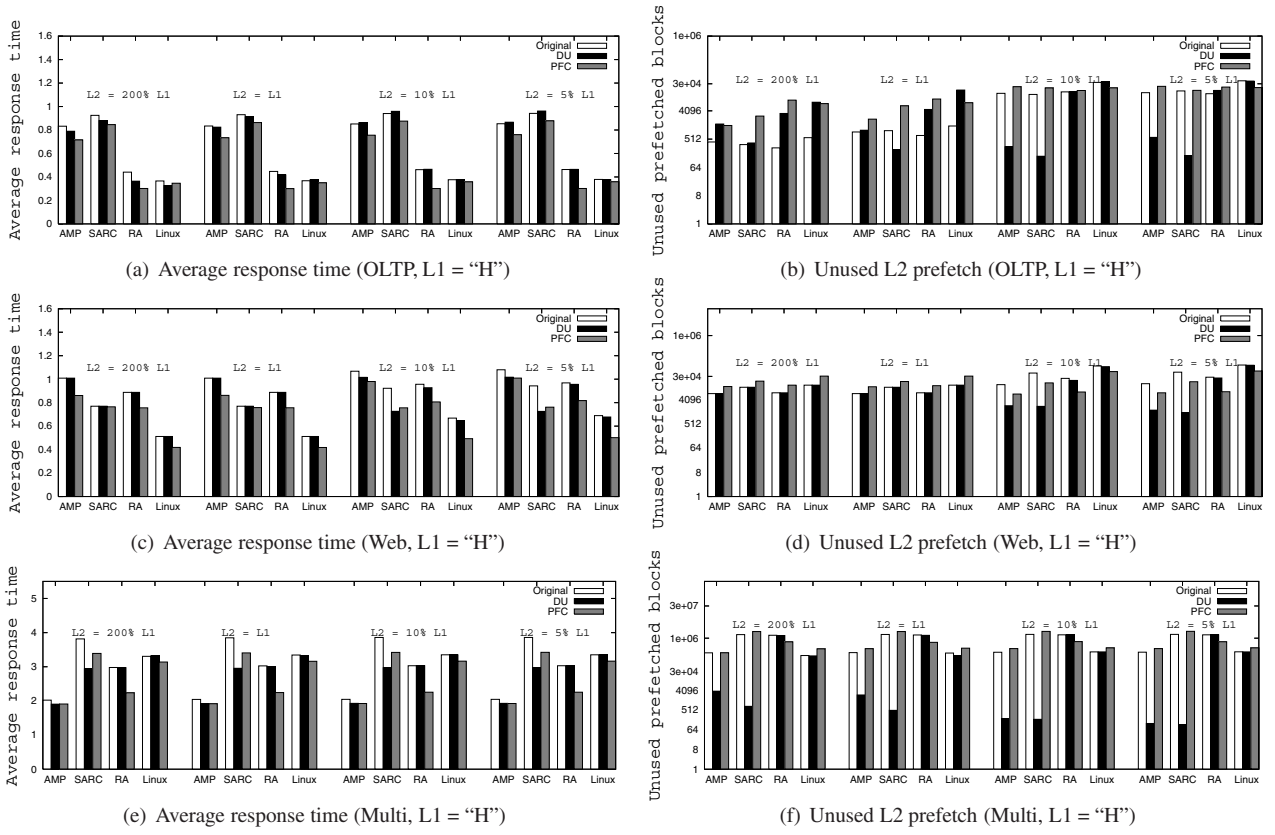 Average response time
1.6
1.4
1.2
1
0.8
0.6
0.4
0.2
0
Original
DU
PFC
L2 = 200% L1
L2 = L1
L2 = 10% L1
L2 = 5% L1
AMP SARC RA Linux AMP SARC RA Linux AMP SARC RA Linux AMP SARC RA Linux
(a) Average response time (OLTP, L1 = “H”)
Unused prefetched blocks
1e+06
3e+04
4096
512
64
8
1
Original
DU
PFC
L2 = 200% L1
L2 = L1
L2 = 10% L1
L2 = 5% L1
AMP SARC RA Linux AMP SARC RA Linux AMP SARC RA Linux AMP SARC RA Linux
(b) Unused L2 prefetch (OLTP, L1 = “H”)
Average response time
1.6
1.4
1.2
1
0.8
0.6
0.4
0.2
0
Original
DU
PFC
L2 = 200% L1
L2 = L1
L2 = 10% L1
L2 = 5% L1
AMP SARC RA Linux AMP SARC RA Linux AMP SARC RA Linux AMP SARC RA Linux
(c) Average response time (Web, L1 = “H”)
Unused prefetched blocks
1e+06
3e+04
4096
512
64
8
1
Original
DU
PFC
L2 = 200% L1
L2 = L1
L2 = 10% L1
L2 = 5% L1
AMP SARC RA Linux AMP SARC RA Linux AMP SARC RA Linux AMP SARC RA Linux
(d) Unused L2 prefetch (Web, L1 = “H”)
Average response time
5
4
3
2
1
0
Original
DU
PFC
L2 = 200% L1
L2 = L1
L2 = 10% L1
L2 = 5% L1
AMP SARC RA Linux AMP SARC RA Linux AMP SARC RA Linux AMP SARC RA Linux
(e) Average response time (Multi, L1 = “H”)
Unused prefetched blocks
3e+07
1e+06
3e+04
4096
512
64
8
1
Original
DU
PFC
L2 = 200% L1
L2 = L1
L2 = 10% L1
L2 = 5% L1
AMP SARC RA Linux AMP SARC RA Linux AMP SARC RA Linux AMP SARC RA Linux
(f) Unused L2 prefetch (Multi, L1 = “H”)